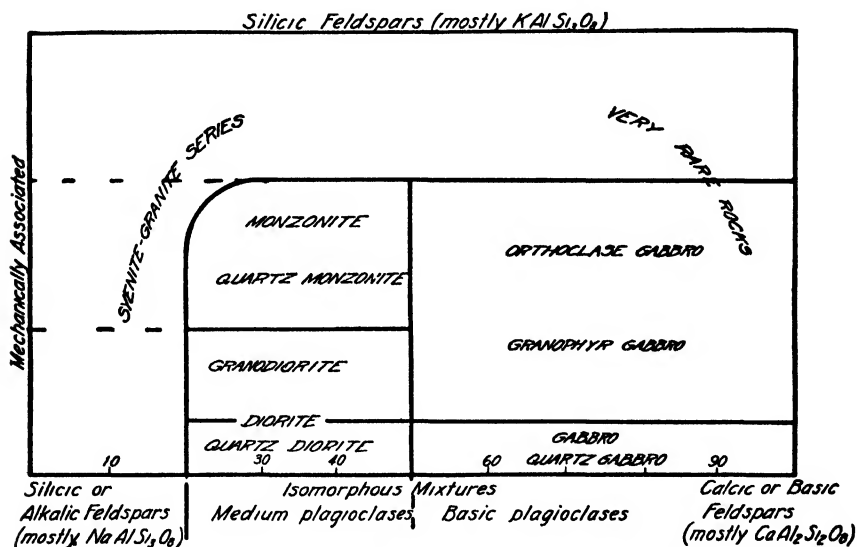 Silicic Feldspars (mostly KAlSi₃O₈)
Mechanically Associated
SYENITE-GRANITE SERIES
VERY RARE ROCKS
MONZONITE
ORTHOCLASE GABBRO
QUARTZ MONZONITE
GRANOPHYR GABBRO
GRANODIORITE
DIORITE
QUARTZ DIORITE
GABBRO
QUARTZ GABBRO
10 30 40 60 90
Silicic or
Alkalic Feldspars
(mostly NaAlSi₃O₈)
Isomorphous Mixtures
Medium plagioclases
Basic plagioclases
Calcic or Basic
Feldspars
(mostly CaAl₂Si₂O₈)